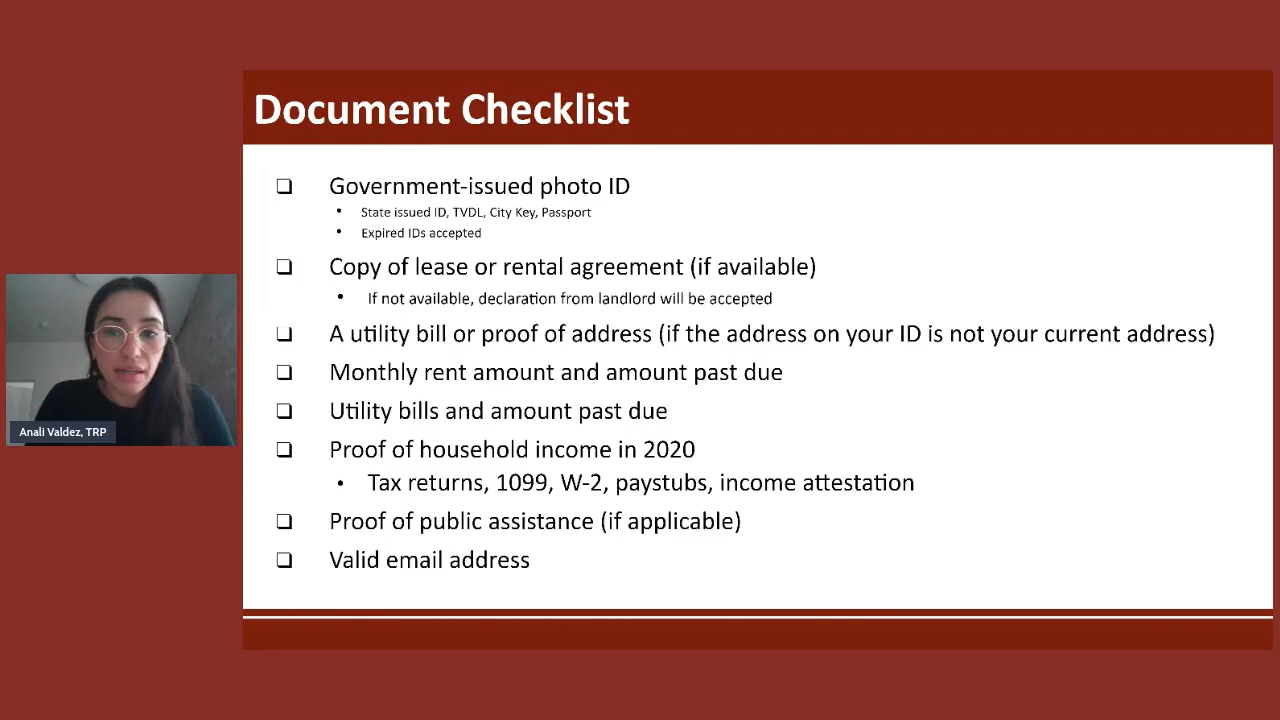 Document Checklist
❑ Government-issued photo ID
• State issued ID, TVDL, City Key, Passport
• Expired IDs accepted
❑ Copy of lease or rental agreement (if available)
• If not available, declaration from landlord will be accepted
❑ A utility bill or proof of address (if the address on your ID is not your current address)
❑ Monthly rent amount and amount past due
❑ Utility bills and amount past due
❑ Proof of household income in 2020
• Tax returns, 1099, W-2, paystubs, income attestation
❑ Proof of public assistance (if applicable)
❑ Valid email address
Anali Valdez, TRP